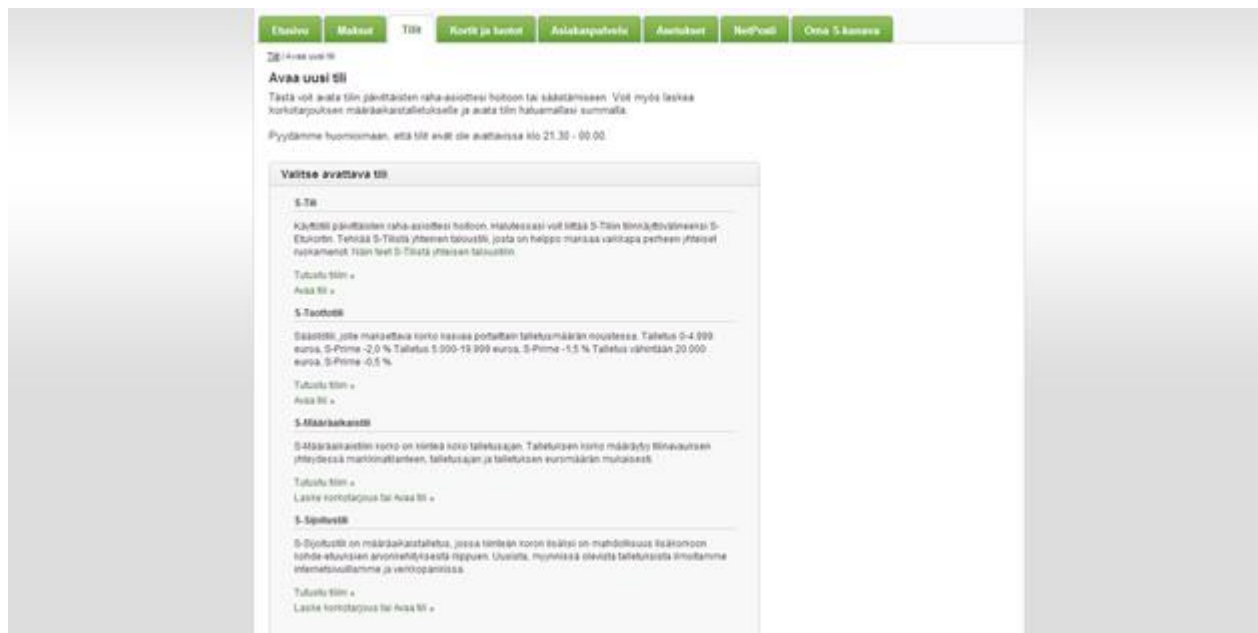 Etusivu Maksut Tilit Kortit ja luotot Asiakaspalvelu Asetukset NetPosti Oma S-kanava
Tilit / Avaa uusi tili
Avaa uusi tili
Tästä voit avata tilin päivittäisten raha-asioittesi hoitoon tai säästämiseen. Voit myös laskea
korkotarjouksen määräaikaistalletukselle ja avata tilin haluamallasi summalla.
Pyydämme huomioimaan, että tilit eivät ole avattavissa klo 21.30 - 00.00.
Valitse avattava tili
S-Tili
Käyttötili päivittäisten raha-asioittesi hoitoon. Halutessasi voit liittää S-Tiliin tilinkäyttövälineeksi S-
Etukortin. Tehnää S-Tilistä yhteinen taloustili, josta on helppo maksaa vaikkapa perheen yhteiset
ruokamenot. Näin teet S-Tilistä yhteisen taloustilin
Tutustu tiliin »
Avaa tili »
S-Tuottotili
Säästötili, jolle maksettava korko kasvaa portaittain talletusmäärän noustessa. Talletus 0-4.999
euroa, S-Prime -2,0 % Talletus 5.000-19.999 euroa, S-Prime -1,5 % Talletus vähintään 20.000
euroa, S-Prime -0,5 %
Tutustu tiliin »
Avaa tili »
S-Määräaikaistili
S-Määräaikaistilin korko on kiinteä koko talletusajan. Talletuksen korko määräytyy tilinavauksen
yhteydessä markkinatilanteen, talletusajan ja talletuksen euromäärän mukaisesti.
Tutustu tiliin »
Laske korkotarjous tai Avaa tili »
S-Sijoitustili
S-Sijoitustili on määräaikaistalletus, jossa kiinteän koron lisäksi on mahdollisuus lisäkorkoon
kohde-etuuksien arvonkehityksestä riippuen. Uusista, myynnissä olevista talletuksista ilmoitamme
internetsivuillamme ja verkkopankissa.
Tutustu tiliin »
Laske korkotarjous tai Avaa tili »